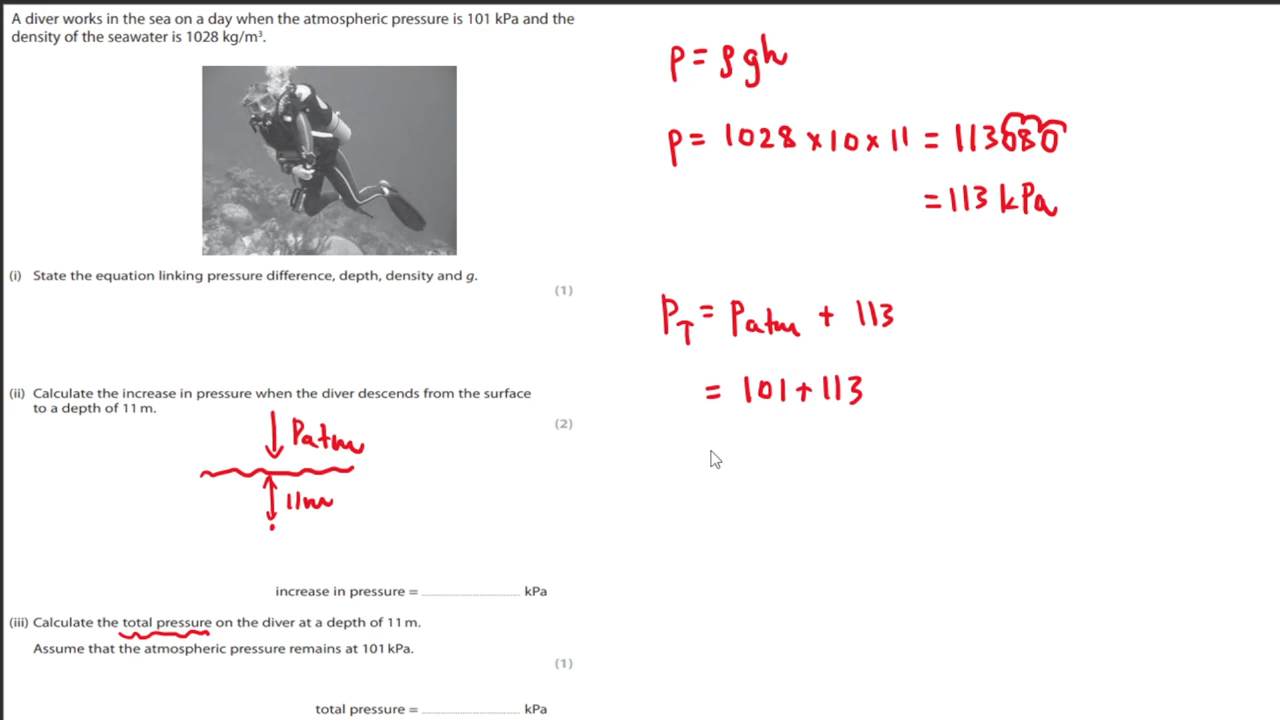 A diver works in the sea on a day when the atmospheric pressure is 101 kPa and the
density of the seawater is 1028 kg/m³.
(i) State the equation linking pressure difference, depth, density and g.
(1)
(ii) Calculate the increase in pressure when the diver descends from the surface
to a depth of 11 m.
(2)
Patm
11m
increase in pressure = .......................... kPa
(iii) Calculate the total pressure on the diver at a depth of 11 m.
Assume that the atmospheric pressure remains at 101 kPa.
(1)
total pressure = .......................... kPa
P = ρgh
P = 1028 × 10 × 11 = 113080
= 113 kPa
P_T = Patm + 113
= 101 + 113